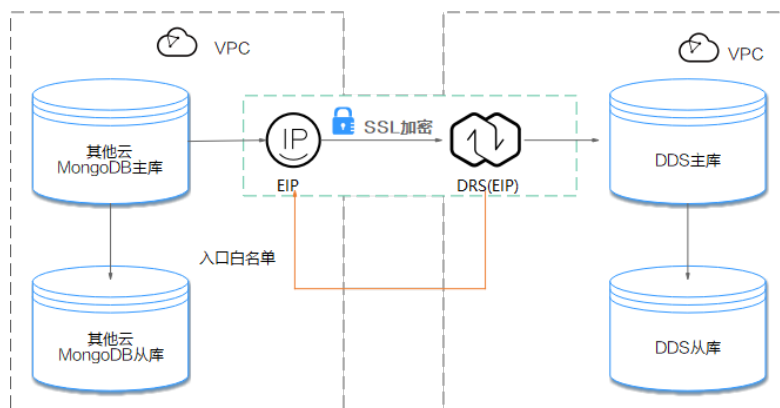 VPC
VPC
其他云
MongoDB主库
IP
SSL加密
DDS主库
EIP
DRS(EIP)
入口白名单
其他云
MongoDB从库
DDS从库